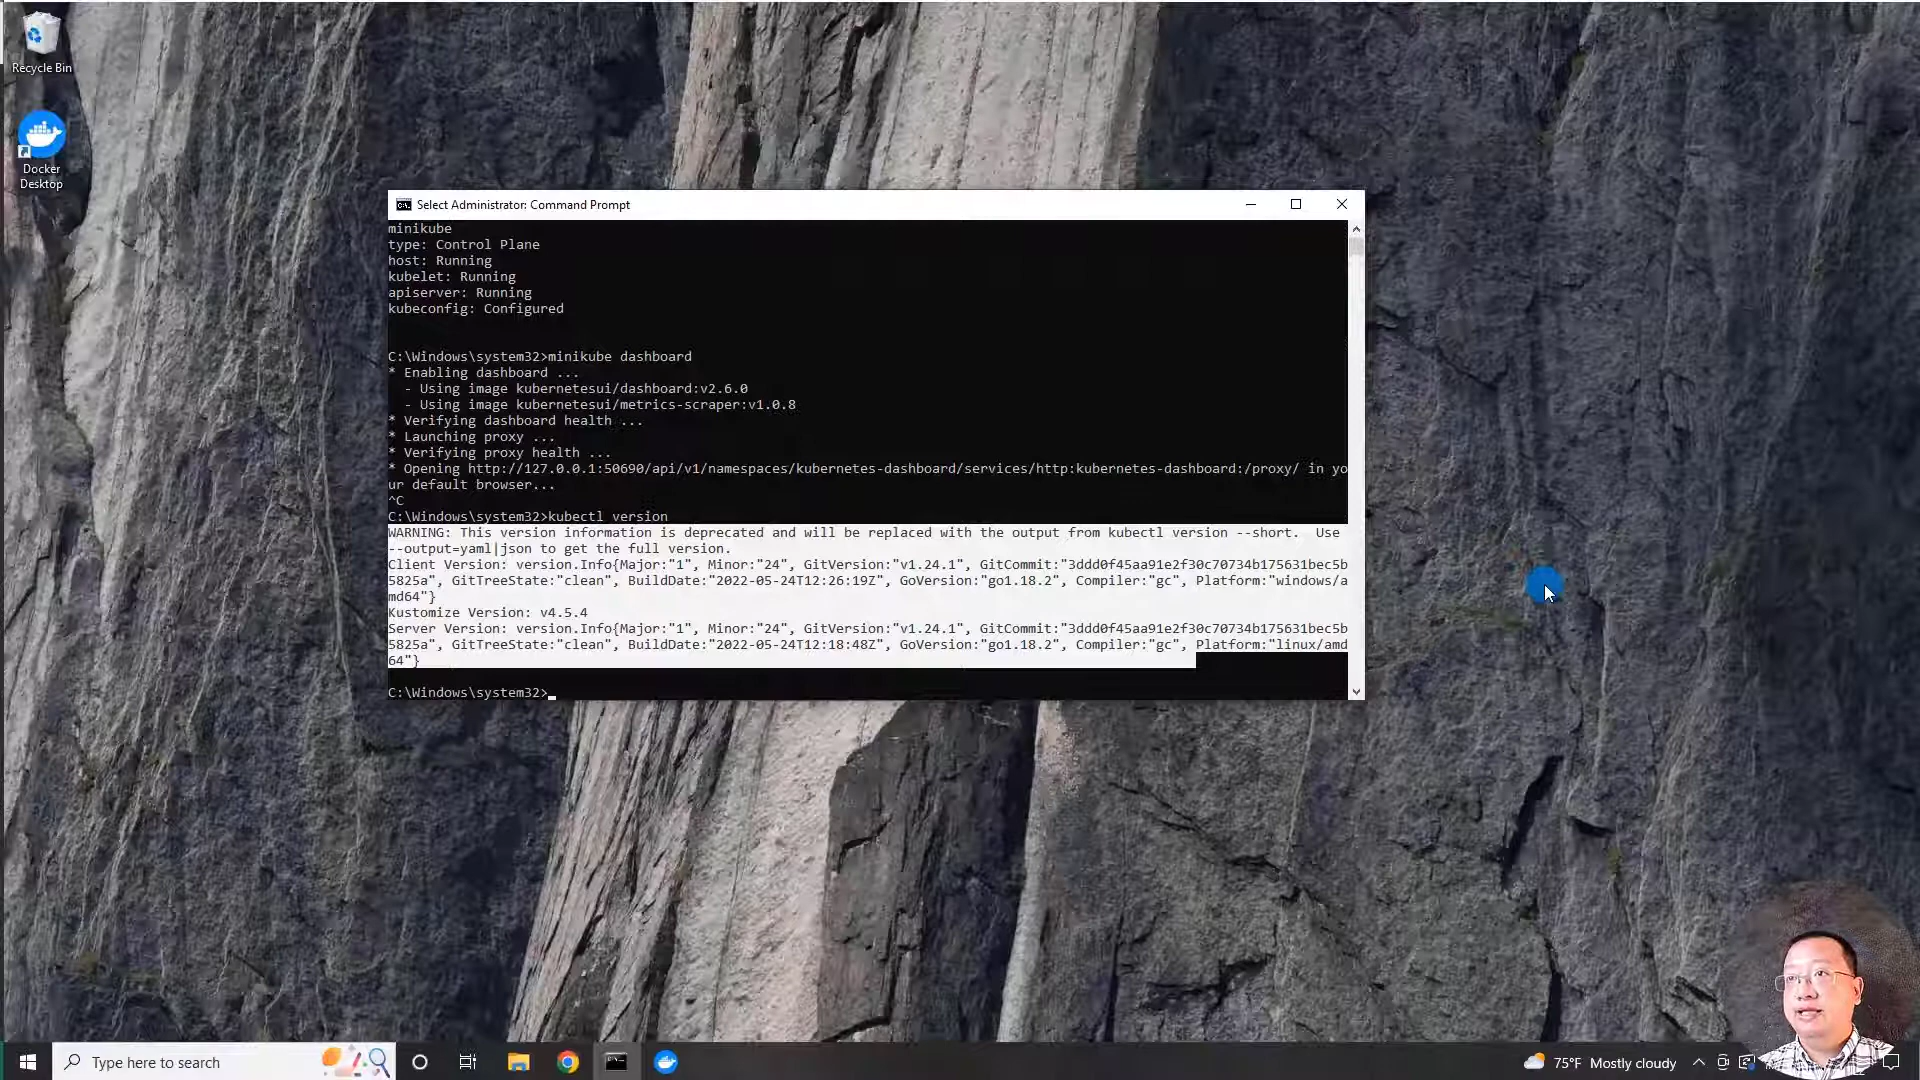 Recycle Bin
Docker
Desktop
Select Administrator: Command Prompt
minikube
type: Control Plane
host: Running
kubelet: Running
apiserver: Running
kubeconfig: Configured
C:\Windows\system32>minikube dashboard
* Enabling dashboard ...
- Using image kubernetesui/dashboard:v2.6.0
- Using image kubernetesui/metrics-scraper:v1.0.8
* Verifying dashboard health ...
* Launching proxy ...
* Verifying proxy health ...
* Opening http://127.0.0.1:50690/api/v1/namespaces/kubernetes-dashboard/services/http:kubernetes-dashboard:/proxy/ in yo
ur default browser...
^C
C:\Windows\system32>kubectl version
WARNING: This version information is deprecated and will be replaced with the output from kubectl version --short.  Use
--output=yaml|json to get the full version.
Client Version: version.Info{Major:"1", Minor:"24", GitVersion:"v1.24.1", GitCommit:"3ddd0f45aa91e2f30c70734b175631bec5b
5825a", GitTreeState:"clean", BuildDate:"2022-05-24T12:26:19Z", GoVersion:"go1.18.2", Compiler:"gc", Platform:"windows/a
md64"}
Kustomize Version: v4.5.4
Server Version: version.Info{Major:"1", Minor:"24", GitVersion:"v1.24.1", GitCommit:"3ddd0f45aa91e2f30c70734b175631bec5b
5825a", GitTreeState:"clean", BuildDate:"2022-05-24T12:18:48Z", GoVersion:"go1.18.2", Compiler:"gc", Platform:"linux/amd
64"}
C:\Windows\system32>
Type here to search
75°F Mostly cloudy